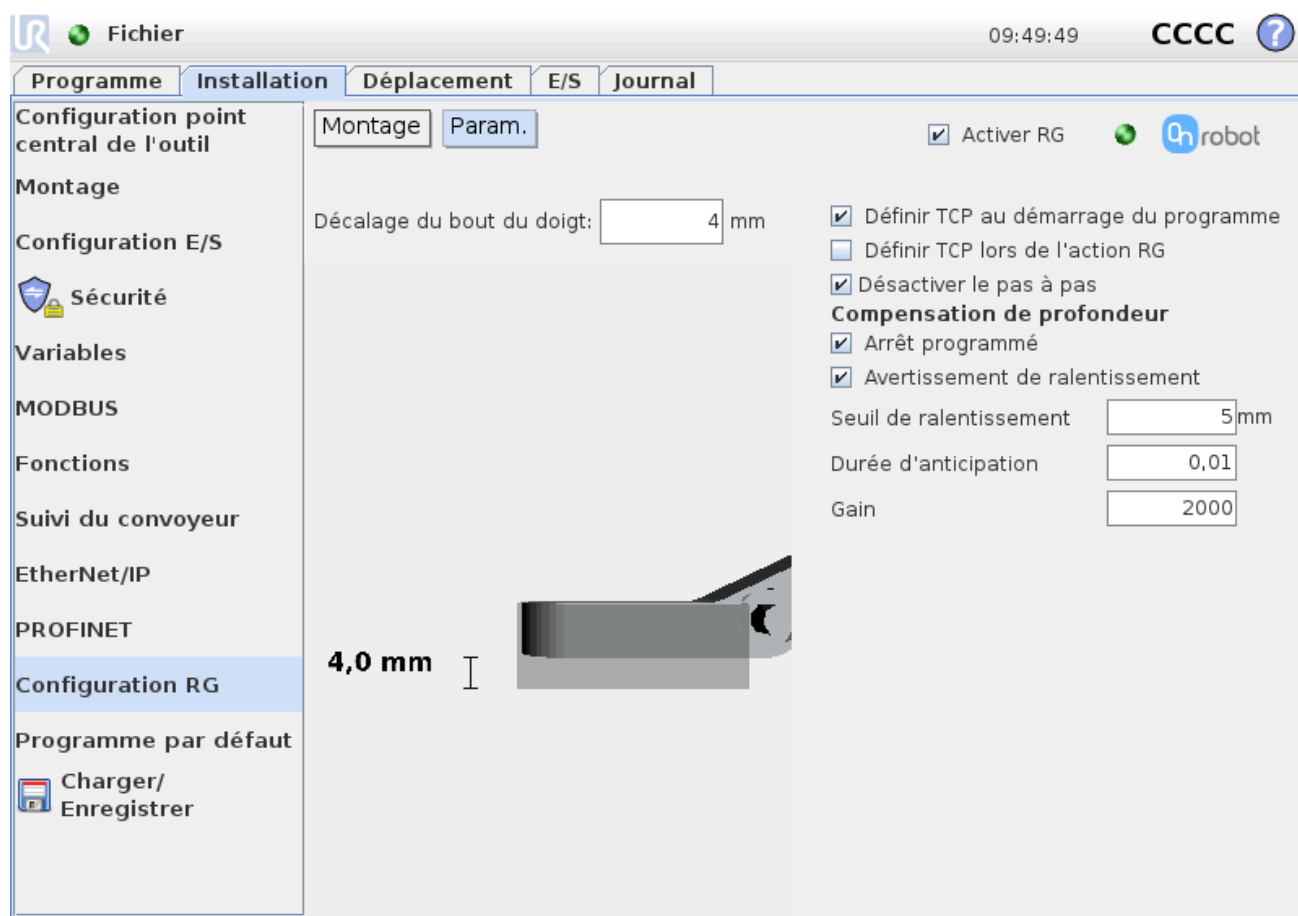 UR Fichier 09:49:49 CCCC ?
Programme Installation Déplacement E/S Journal
Configuration point
central de l'outil
Montage
Configuration E/S
Sécurité
Variables
MODBUS
Fonctions
Suivi du convoyeur
EtherNet/IP
PROFINET
Configuration RG
Programme par défaut
Charger/
Enregistrer
Montage Param.
Activer RG On robot
Décalage du bout du doigt: 4 mm
4,0 mm
Définir TCP au démarrage du programme
Définir TCP lors de l'action RG
Désactiver le pas à pas
Compensation de profondeur
Arrêt programmé
Avertissement de ralentissement
Seuil de ralentissement 5 mm
Durée d'anticipation 0,01
Gain 2000